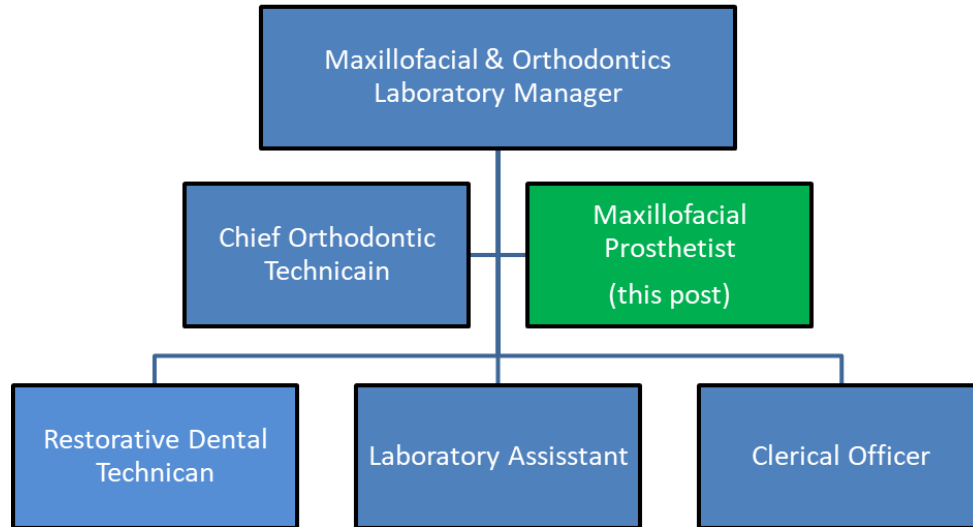 Maxillofacial & Orthodontics
Laboratory Manager
Chief Orthodontic
Technicain
Maxillofacial
Prosthetist
(this post)
Restorative Dental
Technican
Laboratory Assisstant
Clerical Officer